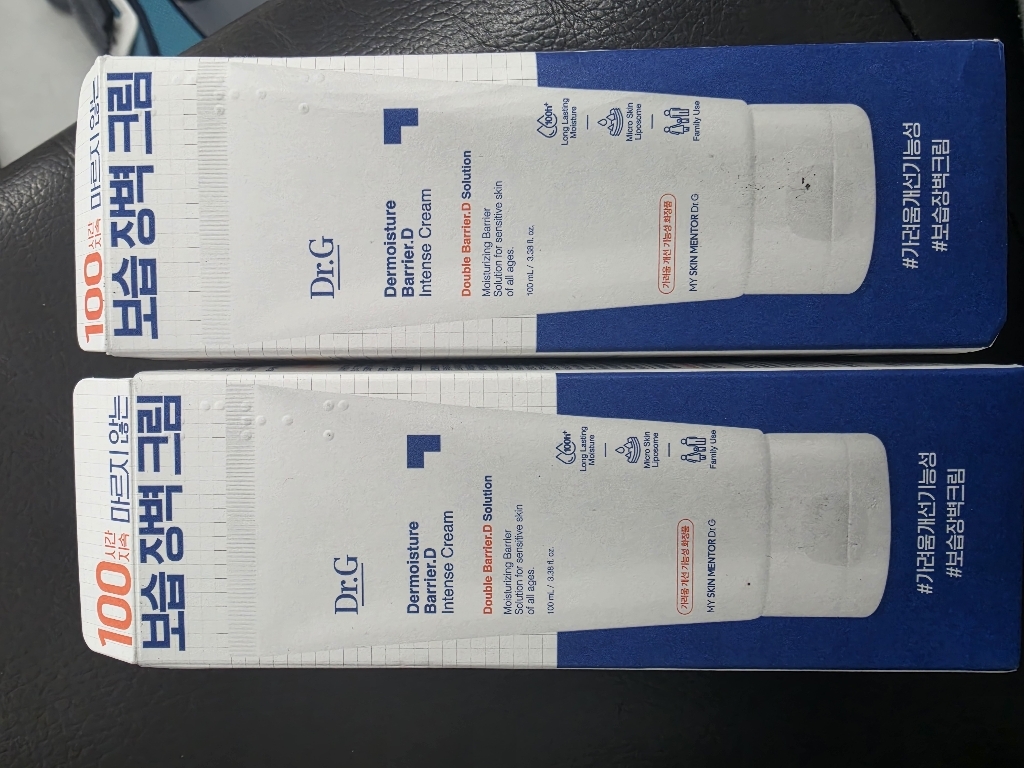 100시간 지속 마르지 않는
보습 장벽 크림
Dr.G
Dermoisture
Barrier.D
Intense Cream
Double Barrier.D Solution
Moisturizing Barrier
Solution for sensitive skin
of all ages.
100 mL / 3.38 fl. oz.
100h+
Long Lasting
Moisture
Micro Skin
Liposome
Family Use
가려움 개선 기능성 화장품
MY SKIN MENTOR Dr.G
#가려움개선기능성
#보습장벽크림
100시간 지속 마르지 않는
보습 장벽 크림
Dr.G
Dermoisture
Barrier.D
Intense Cream
Double Barrier.D Solution
Moisturizing Barrier
Solution for sensitive skin
of all ages.
100 mL / 3.38 fl. oz.
100h+
Long Lasting
Moisture
Micro Skin
Liposome
Family Use
가려움 개선 기능성 화장품
MY SKIN MENTOR Dr.G
#가려움개선기능성
#보습장벽크림